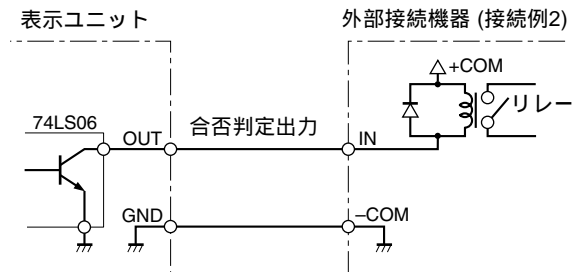 表示ユニット
外部接続機器 (接続例2)
+COM
リレー
74LS06
OUT
合否判定出力
IN
GND
–COM